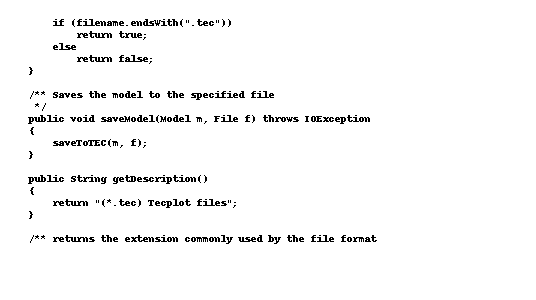 if (filename.endsWith(".tec"))
return true;
else
return false;
}
/** Saves the model to the specified file
*/
public void saveModel(Model m, File f) throws IOException
{
saveToTEC(m, f);
}
public String getDescription()
{
return "(*.tec) Tecplot files";
}
/** returns the extension commonly used by the file format